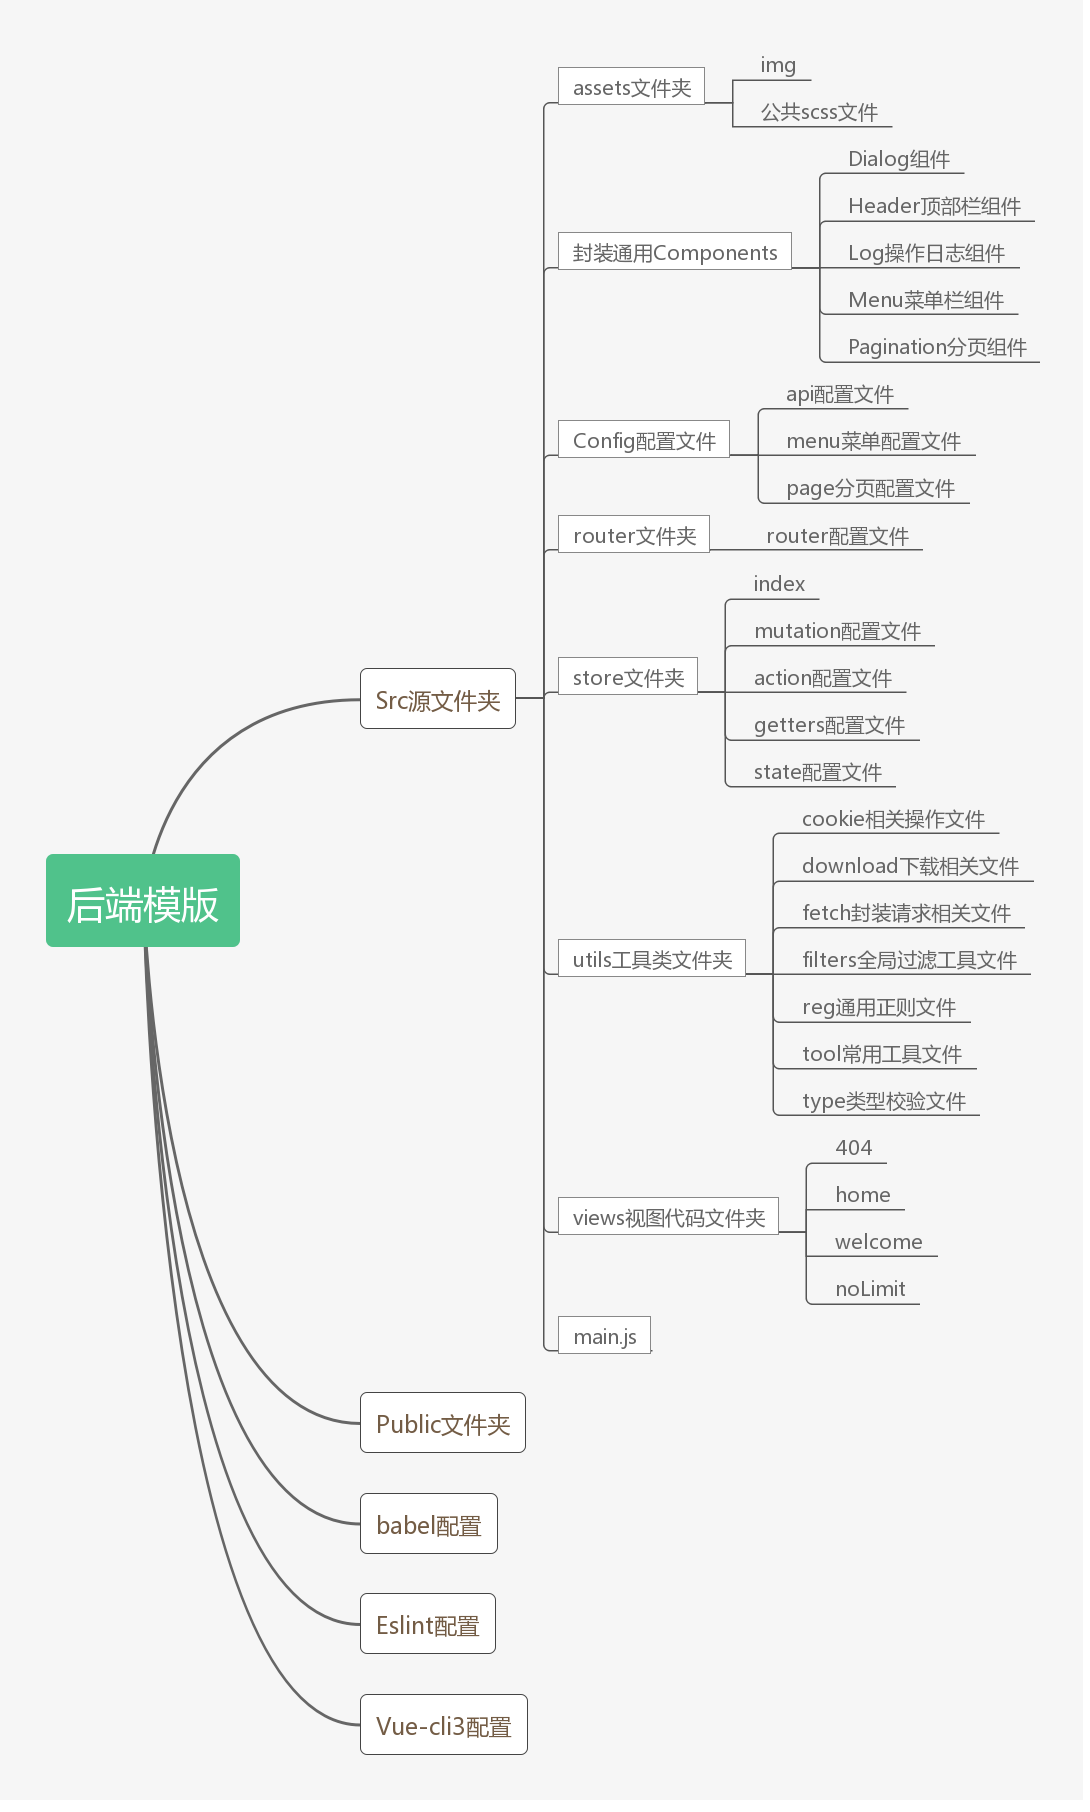 后端模版
Src源文件夹
assets文件夹
img
公共scss文件
封装通用Components
Dialog组件
Header顶部栏组件
Log操作日志组件
Menu菜单栏组件
Pagination分页组件
Config配置文件
api配置文件
menu菜单配置文件
page分页配置文件
router文件夹
router配置文件
store文件夹
index
mutation配置文件
action配置文件
getters配置文件
state配置文件
utils工具类文件夹
cookie相关操作文件
download下载相关文件
fetch封装请求相关文件
filters全局过滤工具文件
reg通用正则文件
tool常用工具文件
type类型校验文件
views视图代码文件夹
404
home
welcome
noLimit
main.js
Public文件夹
babel配置
Eslint配置
Vue-cli3配置